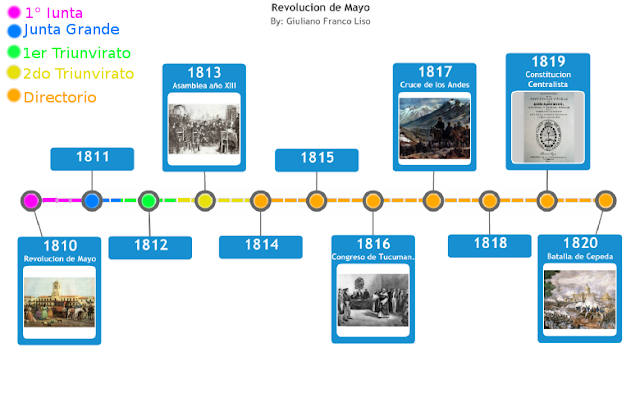 Revolucion de Mayo
By: Giuliano Franco Liso
1° Junta
Junta Grande
1er Triunvirato
2do Triunvirato
Directorio
1810
Revolucion de Mayo
1811
1812
1813
Asamblea año XIII
1814
1815
1816
Congreso de Tucuman.
1817
Cruce de los Andes
1818
1819
Constitucion
Centralista
1820
Batalla de Cepeda